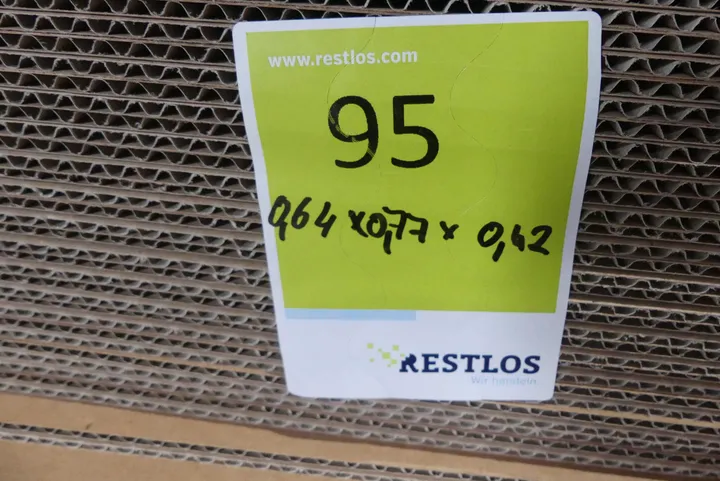 www.restlos.com
95
0,64 x 0,77 x 0,42
RESTLOS
Wir handeln